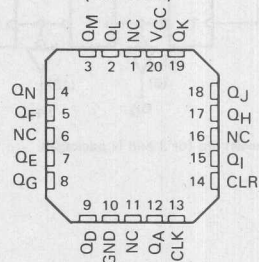 QM QL NC VCC QK
3 2 1 20 19
QN 4 18 QJ
QF 5 17 QH
NC 6 16 NC
QE 7 15 QI
QG 8 14 CLR
9 10 11 12 13
QD GND NC QA CLK